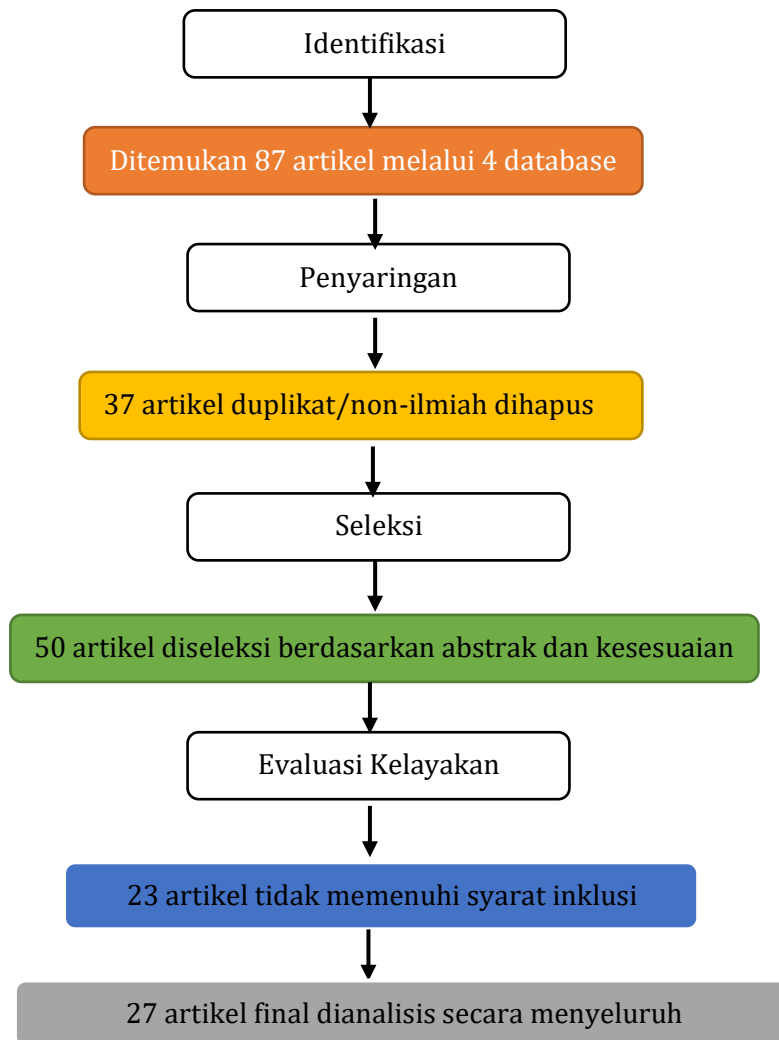 Identifikasi
Ditemukan 87 artikel melalui 4 database
Penyaringan
37 artikel duplikat/non-ilmiah dihapus
Seleksi
50 artikel diseleksi berdasarkan abstrak dan kesesuaian
Evaluasi Kelayakan
23 artikel tidak memenuhi syarat inklusi
27 artikel final dianalisis secara menyeluruh